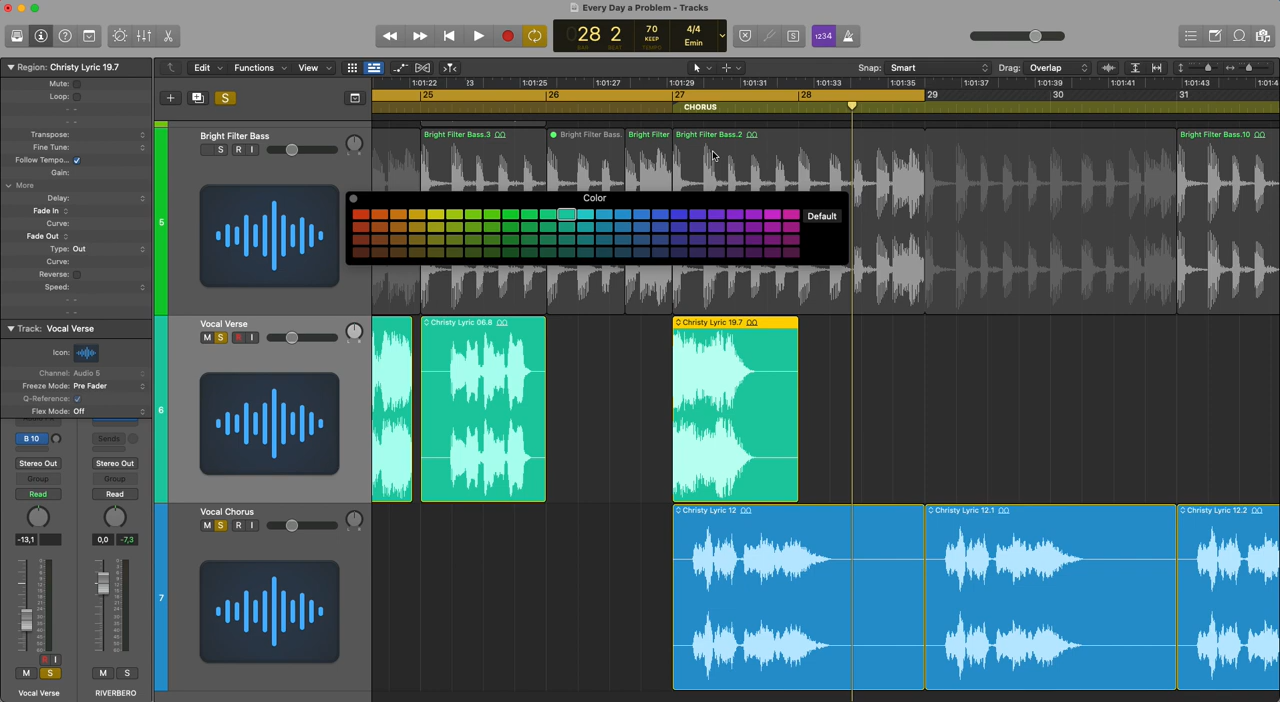 Every Day a Problem - Tracks
28 2
BAR BEAT
70
KEEP
TEMPO
4/4
Emin
S
1234
Region: Christy Lyric 19.7
Mute:
Loop:
Transpose:
Fine Tune:
Follow Tempo...
Gain:
More
Delay:
Fade In
Curve:
Fade Out
Type: Out
Curve:
Reverse:
Speed:
Track: Vocal Verse
Icon:
Channel: Audio 5
Freeze Mode: Pre Fader
Q-Reference:
Flex Mode: Off
B 10
Sends
Stereo Out Stereo Out
Group Group
Read Read
-13,1 0,0 -7,3
R I
M S M S
Vocal Verse RIVERBERO
Edit Functions View
Snap: Smart Drag: Overlap
S
1:01:22 1:01:25 1:01:27 1:01:29 1:01:31 1:01:33 1:01:35 1:01:37 1:01:39 1:01:41 1:01:43
25 26 27 28 29 30 31
CHORUS
5
Bright Filter Bass
S R I
Bright Filter Bass.3 Bright Filter Bass. Bright Filter Bright Filter Bass.2 Bright Filter Bass.10
Color
Default
6
Vocal Verse
M S R I
Christy Lyric 06.8 Christy Lyric 19.7
7
Vocal Chorus
M S R I
Christy Lyric 12 Christy Lyric 12.1 Christy Lyric 12.2